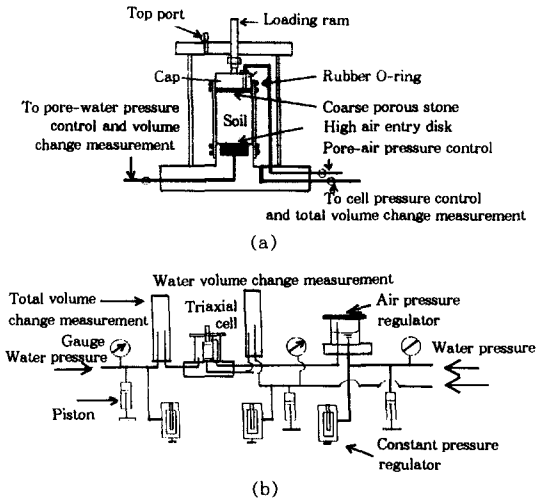 Top port
Loading ram
Cap
Rubber O-ring
To pore-water pressure
control and volume
change measurement
Soil
Coarse porous stone
High air entry disk
Pore-air pressure control
To cell pressure control
and total volume change measurement
(a)
Water volume change measurement
Total volume
change measurement
Triaxial
cell
Air pressure
regulator
Gauge
Water pressure
Water pressure
Piston
Constant pressure
regulator
(b)